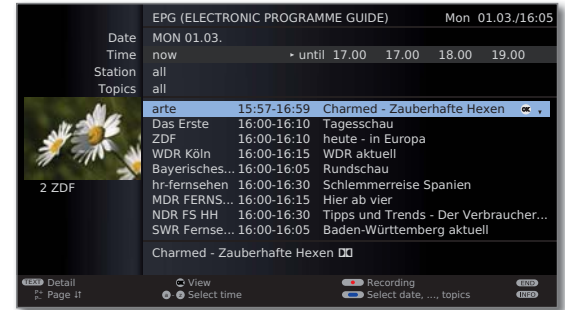 EPG (ELECTRONIC PROGRAMME GUIDE) Mon 01.03./16:05
Date MON 01.03.
Time now ▸ until 17.00 17.00 18.00 19.00
Station all
Topics all
arte 15:57-16:59 Charmed - Zauberhafte Hexen OK
Das Erste 16:00-16:10 Tagesschau
ZDF 16:00-16:10 heute - in Europa
WDR Köln 16:00-16:15 WDR aktuell
Bayerisches... 16:00-16:05 Rundschau
2 ZDF
hr-fernsehen 16:00-16:30 Schlemmerreise Spanien
MDR FERNS... 16:00-16:15 Hier ab vier
NDR FS HH 16:00-16:30 Tipps und Trends - Der Verbraucher...
SWR Fernse... 16:00-16:05 Baden-Württemberg aktuell
Charmed - Zauberhafte Hexen
TEXT Detail OK View Recording END
P+ P- Page Select time Select date, ..., topics INFO